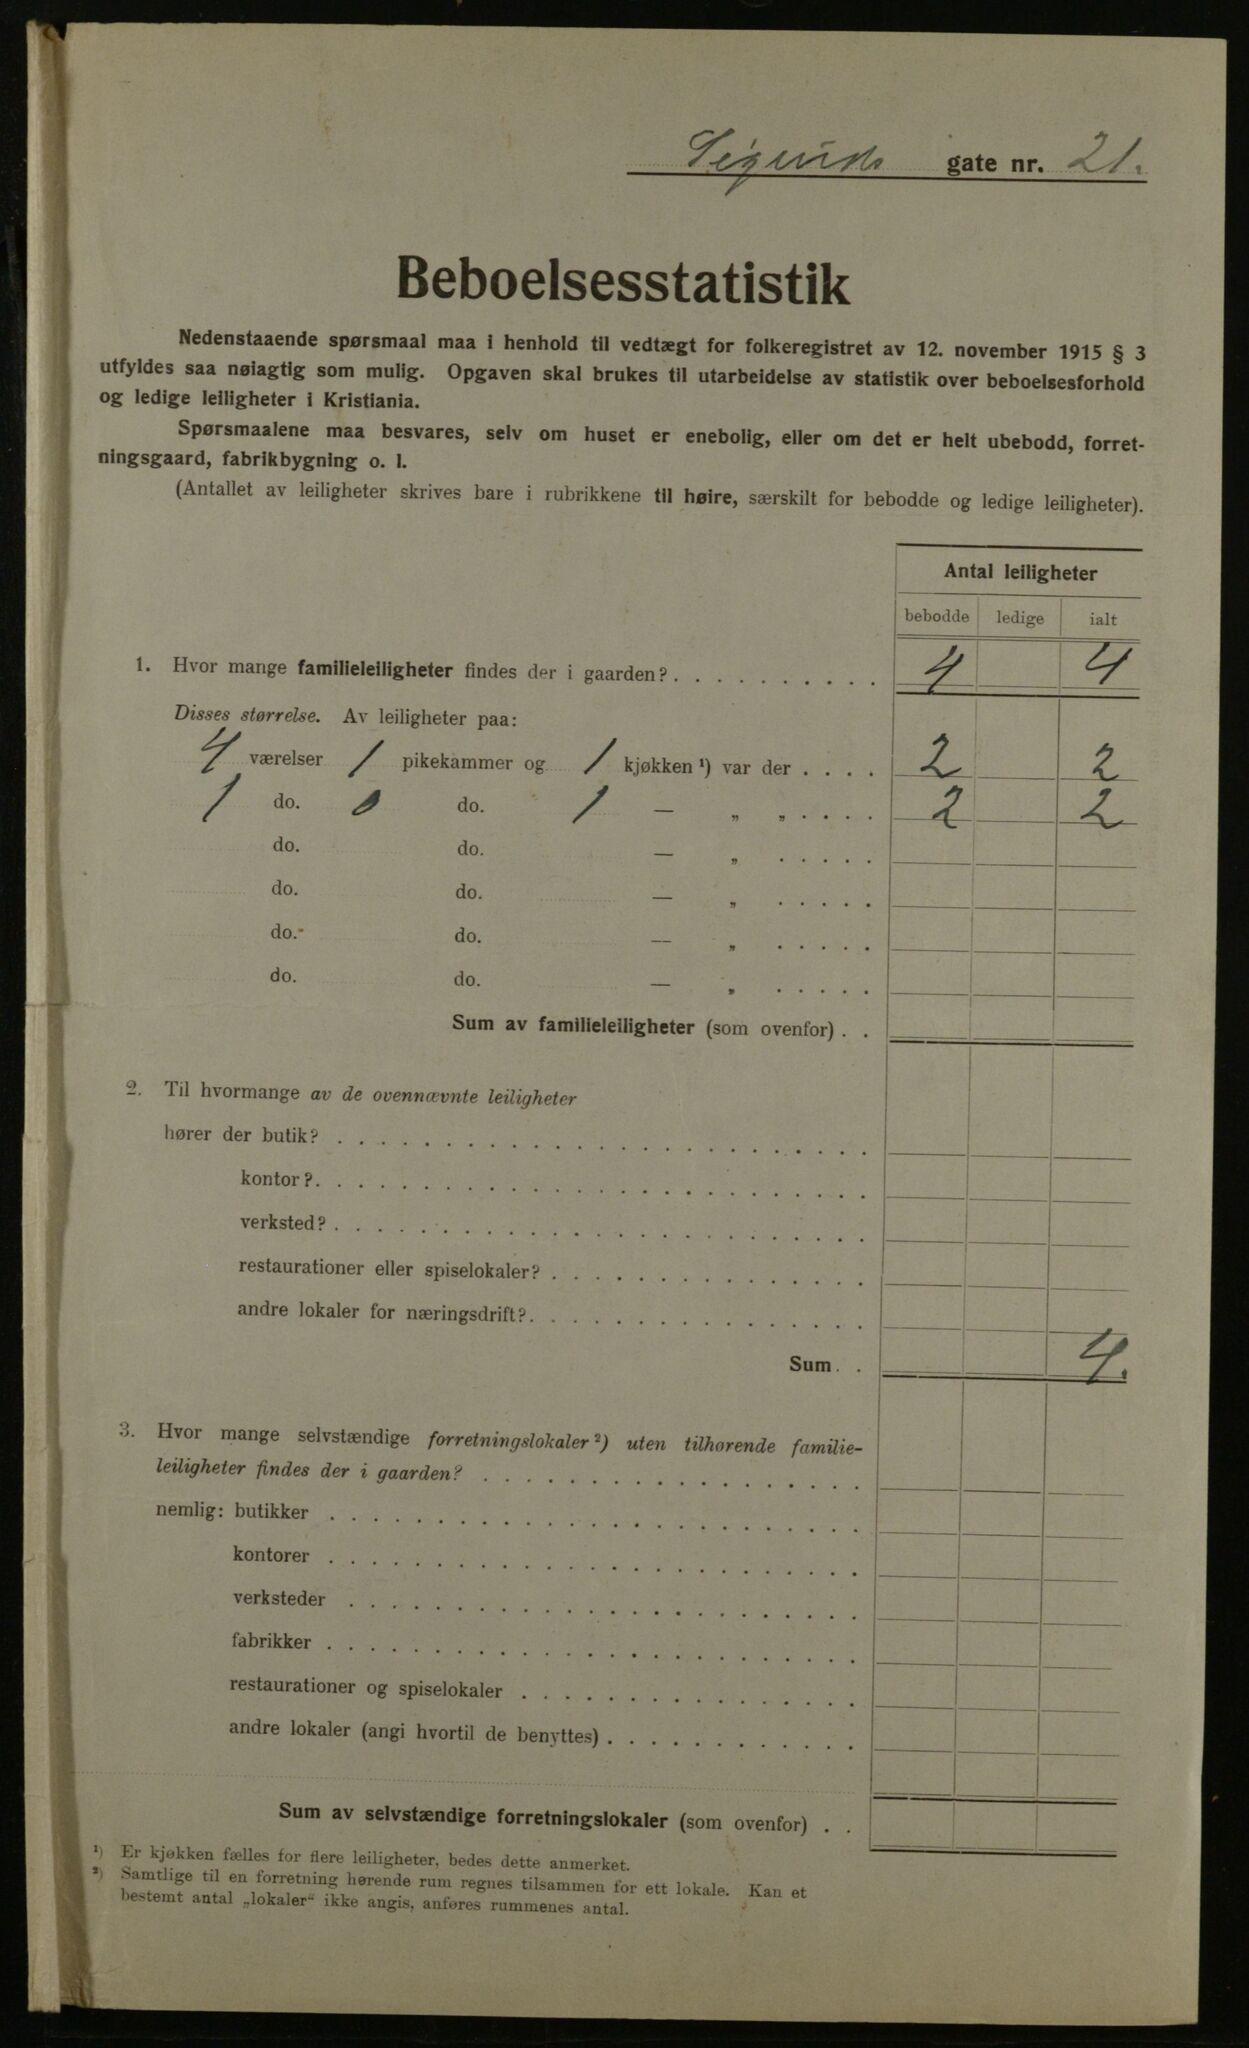 Sigurds gate nr. 21.
Beboelsesstatistik
Nedenstaaende spørsmaal maa i henhold til vedtægt for folkeregistret av 12. november 1915 § 3
utfyldes saa nøiagtig som mulig. Opgaven skal brukes til utarbeidelse av statistik over beboelsesforhold
og ledige leiligheter i Kristiania.
Spørsmaalene maa besvares, selv om huset er enebolig, eller om det er helt ubebodd, forret-
ningsgaard, fabrikbygning o. l.
(Antallet av leiligheter skrives bare i rubrikkene til høire, særskilt for bebodde og ledige leiligheter).
Antal leiligheter
bebodde ledige ialt
1. Hvor mange familieleiligheter findes der i gaarden? . . . . . . . . . . 4 4
Disses størrelse. Av leiligheter paa:
4 værelser 1 pikekammer og 1 kjøkken ¹) var der . . . . 2 2
1 do. 0 do. 1 — „ „ . . . . 2 2
do. do. — „ . . . . .
do. do. — „ . . . . .
do. do. — „ . . . . .
do. do. — „ . . . . .
Sum av familieleiligheter (som ovenfor) . .
2. Til hvormange av de ovennævnte leiligheter
hører der butik? . . . . . . . . . . . . . . . . . . . . . . . . .
kontor? . . . . . . . . . . . . . . . . . . . . . . . . . .
verksted? . . . . . . . . . . . . . . . . . . . . . . . . .
restaurationer eller spiselokaler? . . . . . . . . . . . . . . .
andre lokaler for næringsdrift? . . . . . . . . . . . . . . . .
Sum . . 4.
3. Hvor mange selvstændige forretningslokaler ²) uten tilhørende familie-
leiligheter findes der i gaarden? . . . . . . . . . . . . . . . . . .
nemlig: butikker . . . . . . . . . . . . . . . . . . . . . . . . .
kontorer . . . . . . . . . . . . . . . . . . . . . . . . .
verksteder . . . . . . . . . . . . . . . . . . . . . . . .
fabrikker . . . . . . . . . . . . . . . . . . . . . . . . .
restaurationer og spiselokaler . . . . . . . . . . . . . . . .
andre lokaler (angi hvortil de benyttes) . . . . . . . . . . . .
Sum av selvstændige forretningslokaler (som ovenfor) . .
¹) Er kjøkken fælles for flere leiligheter, bedes dette anmerket.
²) Samtlige til en forretning hørende rum regnes tilsammen for ett lokale. Kan et
bestemt antal „lokaler“ ikke angis, anføres rummenes antal.